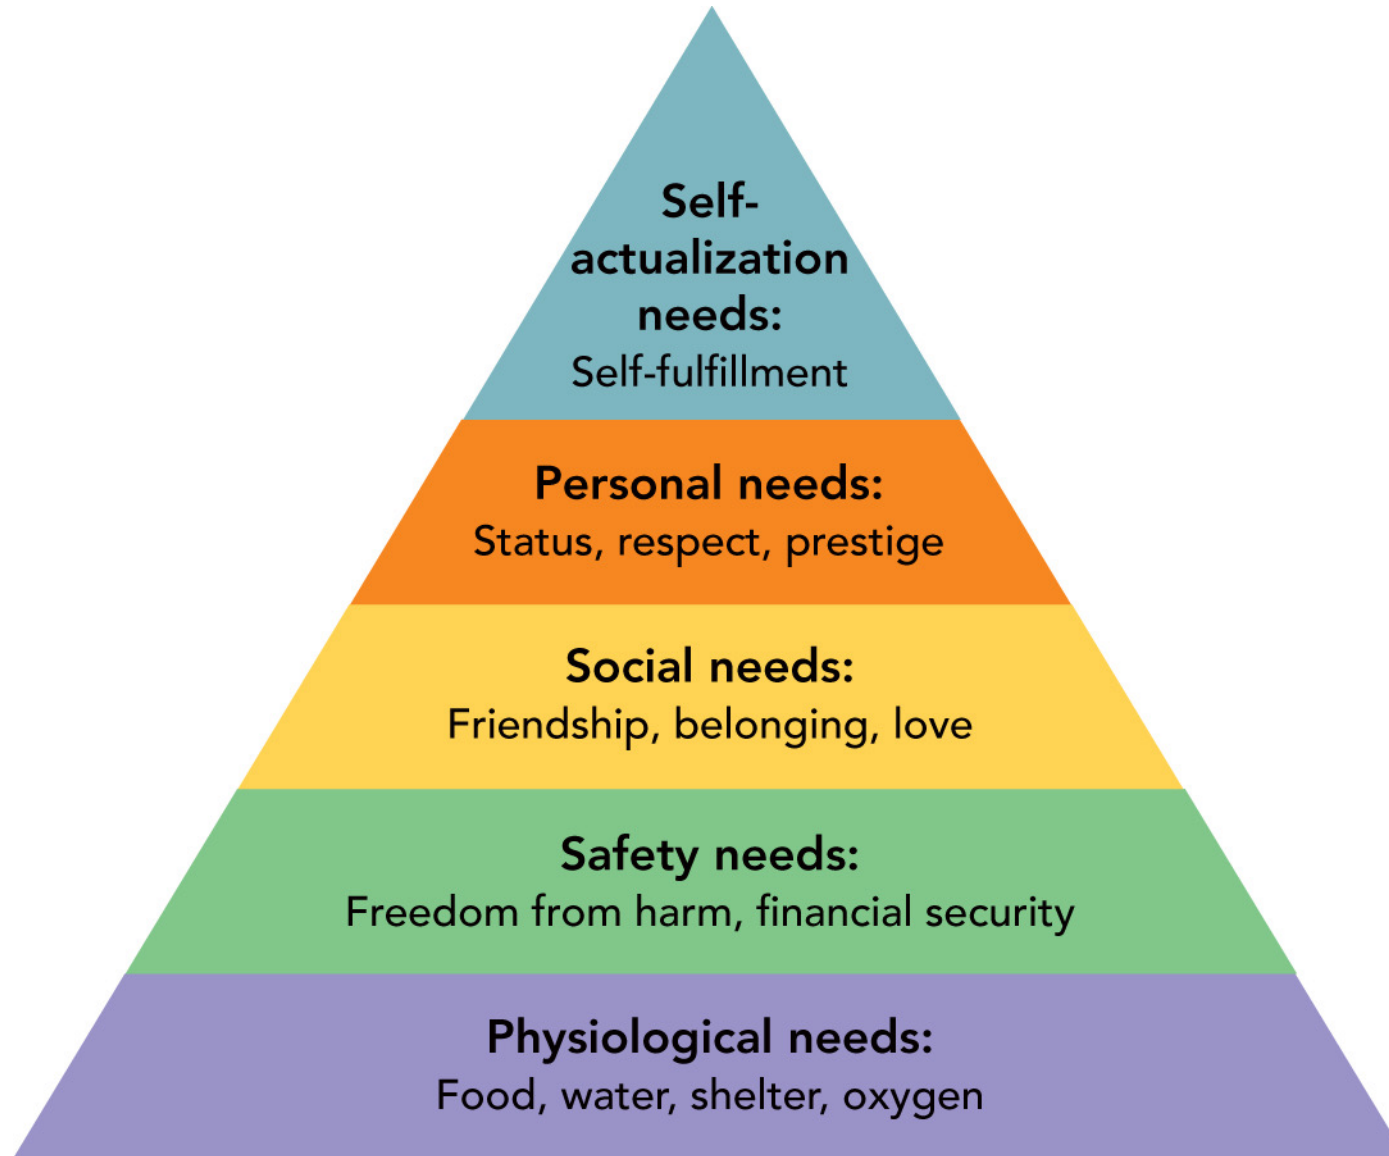 Self-
actualization
needs:
Self-fulfillment
Personal needs:
Status, respect, prestige
Social needs:
Friendship, belonging, love
Safety needs:
Freedom from harm, financial security
Physiological needs:
Food, water, shelter, oxygen